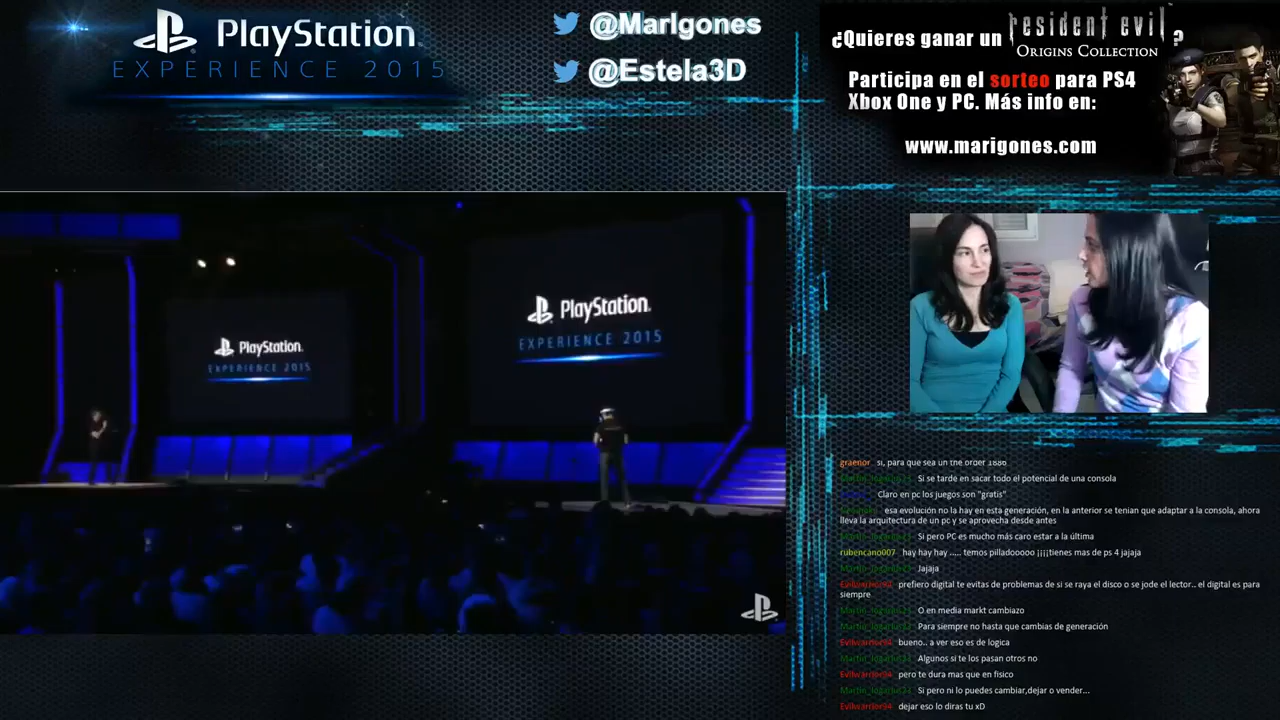 PlayStation
EXPERIENCE 2015
@MarIgones
@Estela3D
¿Quieres ganar un resident evil ORIGINS COLLECTION ?
Participa en el sorteo para PS4
Xbox One y PC. Más info en:
www.marigones.com
PlayStation
EXPERIENCE 2015
PlayStation
EXPERIENCE 2015
graenor si, para que sea un the order 1886
Si se tarde en sacar todo el potencial de una consola
Claro en pc los juegos son "gratis"
esa evolución no la hay en esta generación, en la anterior se tenian que adaptar a la consola, ahora
lleva la arquitectura de un pc y se aprovecha desde antes
Si pero PC es mucho más caro estar a la última
rubencano007 hay hay hay ..... temos pilladooooo ¡¡¡¡tienes mas de ps 4 jajaja
Jajaja
Evilwarrior94 prefiero digital te evitas de problemas de si se raya el disco o se jode el lector.. el digital es para
siempre
O en media markt cambiazo
Para siempre no hasta que cambias de generación
Evilwarrior94 bueno.. a ver eso es de logica
Algunos si te los pasan otros no
Evilwarrior94 pero te dura mas que en fisico
Si pero ni lo puedes cambiar,dejar o vender...
Evilwarrior94 dejar eso lo diras tu xD